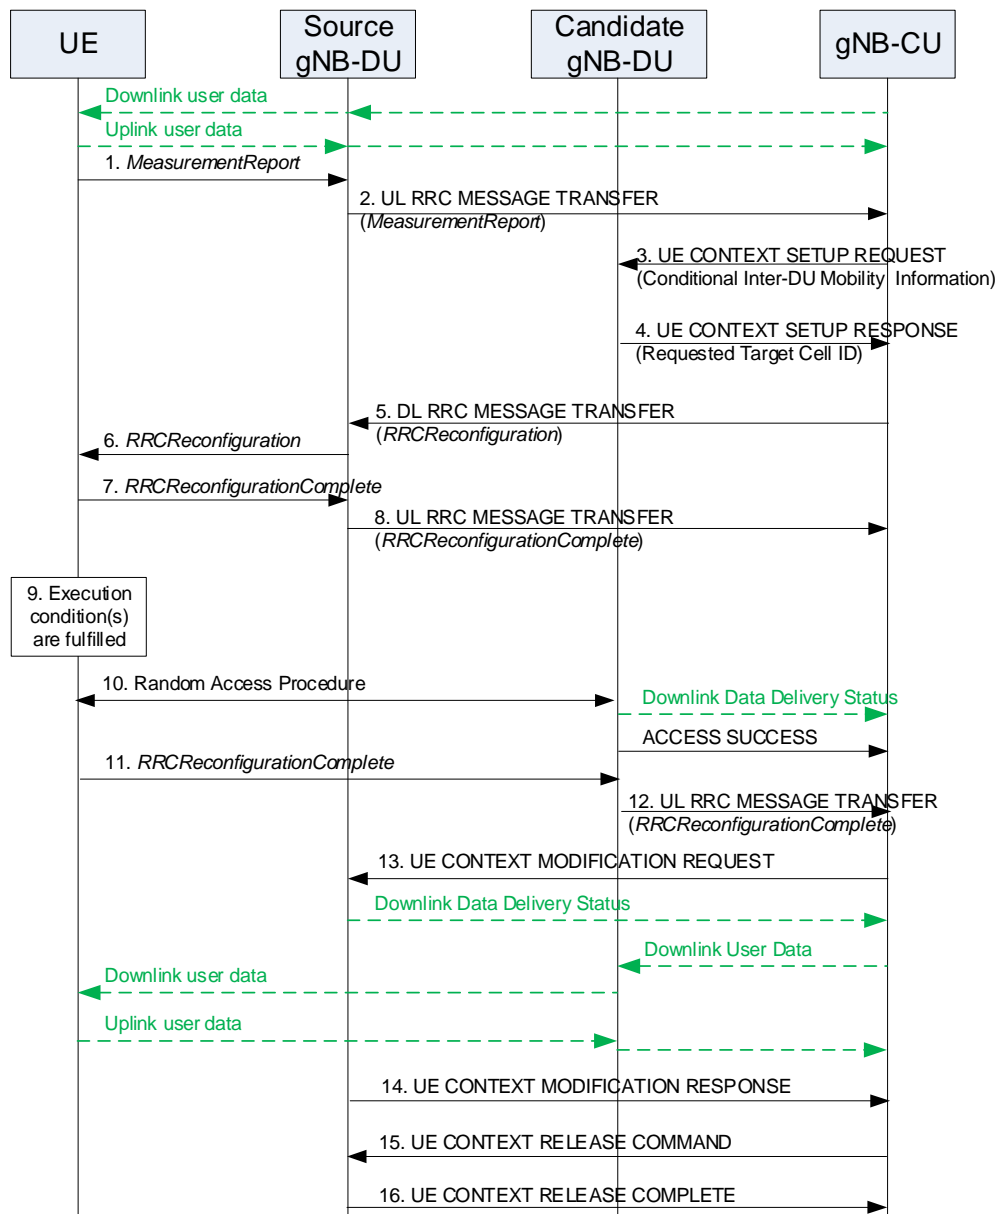 UE
Source
gNB-DU
Candidate
gNB-DU
gNB-CU
Downlink user data
Uplink user data
1. MeasurementReport
2. UL RRC MESSAGE TRANSFER
(MeasurementReport)
3. UE CONTEXT SETUP REQUEST
(Conditional Inter-DU Mobility Information)
4. UE CONTEXT SETUP RESPONSE
(Requested Target Cell ID)
5. DL RRC MESSAGE TRANSFER
(RRCReconfiguration)
6. RRCReconfiguration
7. RRCReconfigurationComplete
8. UL RRC MESSAGE TRANSFER
(RRCReconfigurationComplete)
9. Execution
condition(s)
are fulfilled
10. Random Access Procedure
Downlink Data Delivery Status
ACCESS SUCCESS
11. RRCReconfigurationComplete
12. UL RRC MESSAGE TRANSFER
(RRCReconfigurationComplete)
13. UE CONTEXT MODIFICATION REQUEST
Downlink Data Delivery Status
Downlink User Data
Downlink user data
Uplink user data
14. UE CONTEXT MODIFICATION RESPONSE
15. UE CONTEXT RELEASE COMMAND
16. UE CONTEXT RELEASE COMPLETE